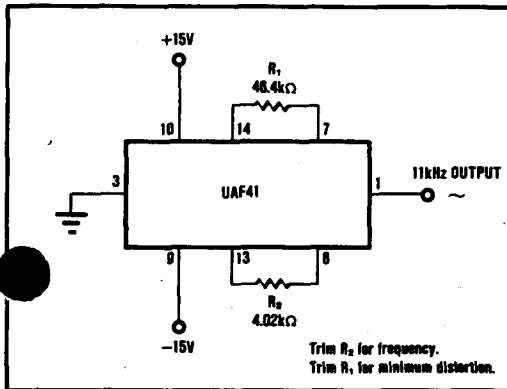 +15V
R₁
46.4kΩ
10
14
7
3
UAF41
1
11kHz OUTPUT
~
9
13
8
R₂
4.02kΩ
−15V
Trim R₂ for frequency.
Trim R₁ for minimum distortion.